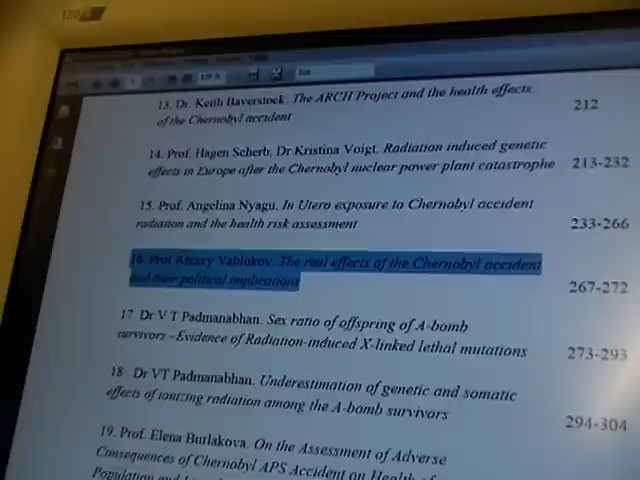 13. Dr. Keith Baverstock. The ARCH Project and the health effects
of the Chernobyl accident
212
14. Prof. Hagen Scherb, Dr Kristina Voigt. Radiation induced genetic
effects in Europe after the Chernobyl nuclear power plant catastrophe
213-232
15. Prof. Angelina Nyagu. In Utero exposure to Chernobyl accident
radiation and the health risk assessment
233-266
16. Prof Alexey Yablokov. The real effects of the Chernobyl accident
and their political implications
267-272
17. Dr V T Padmanabhan. Sex ratio of offspring of A-bomb
survivors –Evidence of Radiation-induced X-linked lethal mutations
273-293
18 Dr VT Padmanabhan. Underestimation of genetic and somatic
effects of ionizing radiation among the A-bomb survivors
294-304
19. Prof. Elena Burlakova. On the Assessment of Adverse
Consequences of Chernobyl APS Accident on Health of
Population and